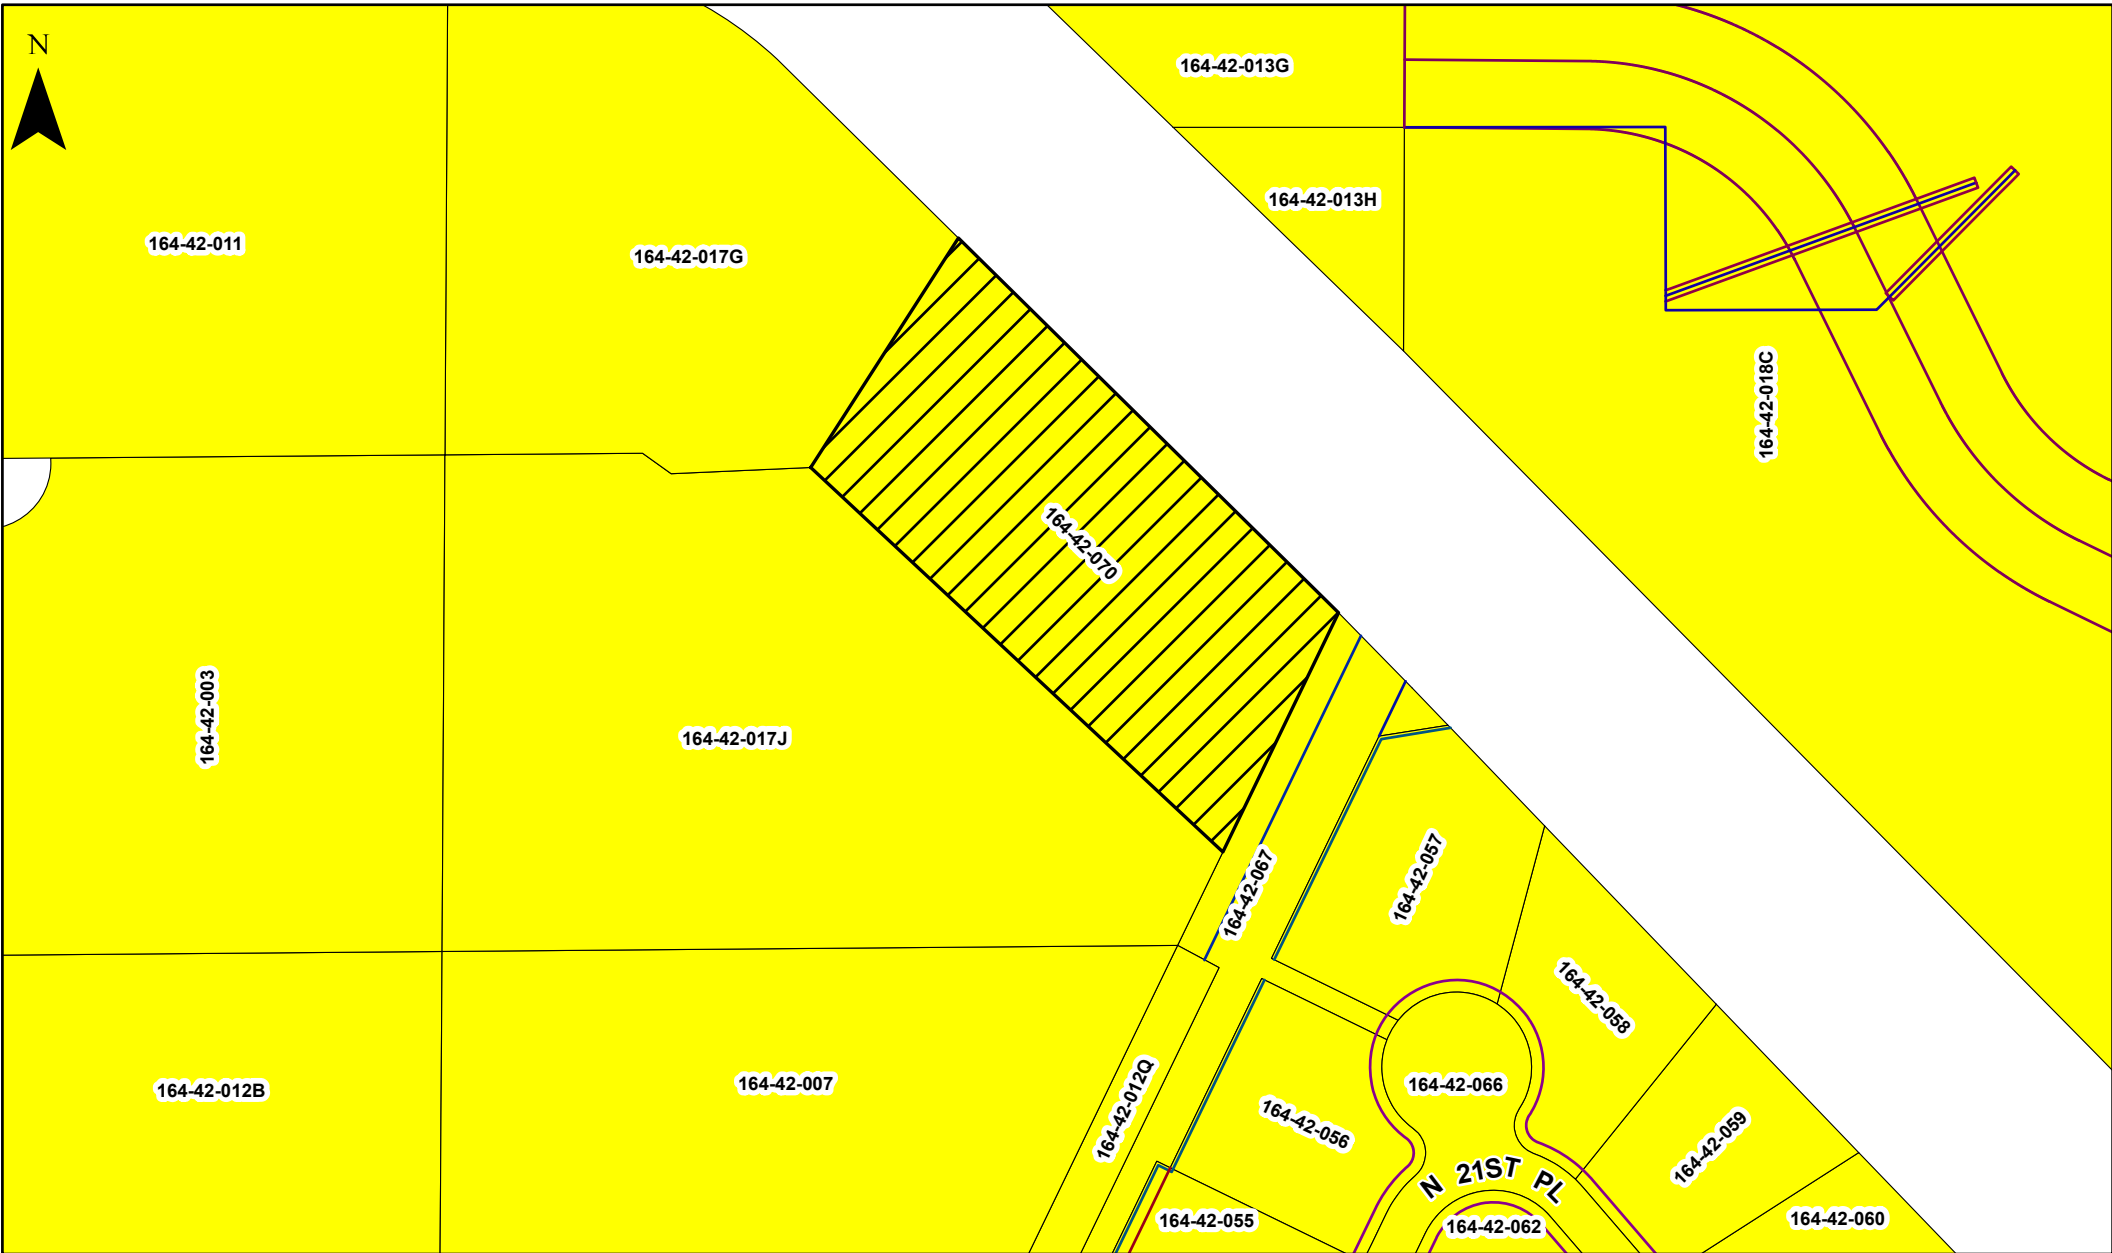 N
164-42-013G
164-42-013H
164-42-011
164-42-017G
164-42-018C
164-42-070
164-42-003
164-42-017J
164-42-067
164-42-057
164-42-058
164-42-012B
164-42-007
164-42-012Q
164-42-066
164-42-056
164-42-059
N 21ST PL
164-42-055
164-42-062
164-42-060